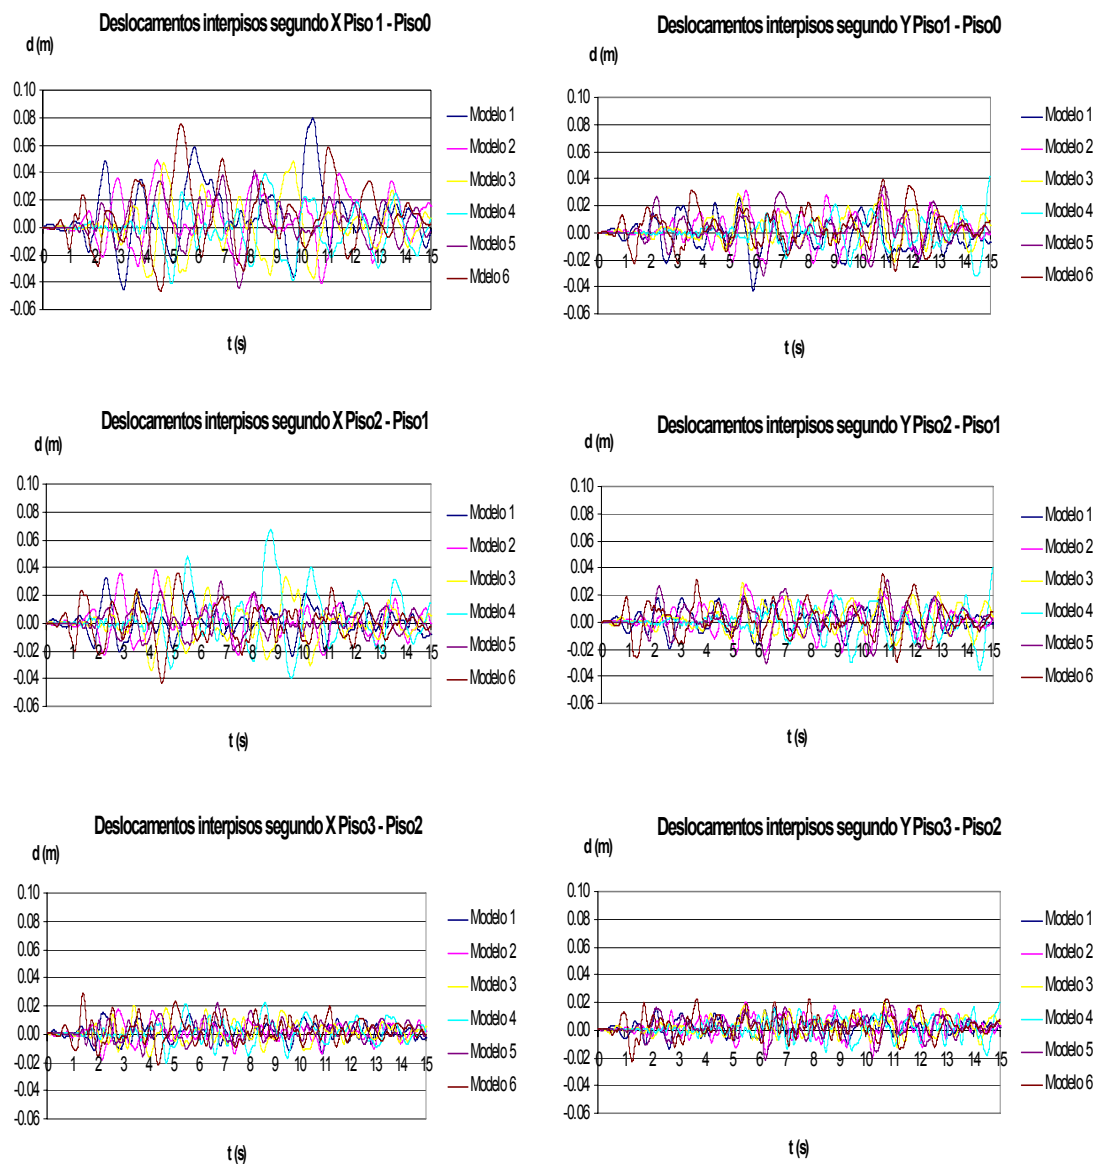 Deslocamentos interpisos segundo X Piso 1 - Piso0
d (m)
0.10
0.08
0.06
0.04
0.02
0.00
-0.02
-0.04
-0.06
0 1 2 3 4 5 6 7 8 9 10 11 12 13 14 15
t (s)
Modelo 1
Modelo 2
Modelo 3
Modelo 4
Modelo 5
Mdelo 6
Deslocamentos interpisos segundo Y Piso1 - Piso0
d (m)
0.10
0.08
0.06
0.04
0.02
0.00
-0.02
-0.04
-0.06
0 1 2 3 4 5 6 7 8 9 10 11 12 13 14 15
t (s)
Modelo 1
Modelo 2
Modelo 3
Modelo 4
Modelo 5
Modelo 6
Deslocamentos interpisos segundo X Piso2 - Piso1
d (m)
0.10
0.08
0.06
0.04
0.02
0.00
-0.02
-0.04
-0.06
0 1 2 3 4 5 6 7 8 9 10 11 12 13 14 15
t (s)
Modelo 1
Modelo 2
Modelo 3
Modelo 4
Modelo 5
Modelo 6
Deslocamentos interpisos segundo Y Piso2 - Piso1
d (m)
0.10
0.08
0.06
0.04
0.02
0.00
-0.02
-0.04
-0.06
0 1 2 3 4 5 6 7 8 9 10 11 12 13 14 15
t (s)
Modelo 1
Modelo 2
Modelo 3
Modelo 4
Modelo 5
Modelo 6
Deslocamentos interpisos segundo X Piso3 - Piso2
d (m)
0.10
0.08
0.06
0.04
0.02
0.00
-0.02
-0.04
-0.06
0 1 2 3 4 5 6 7 8 9 10 11 12 13 14 15
t (s)
Modelo 1
Modelo 2
Modelo 3
Modelo 4
Modelo 5
Modelo 6
Deslocamentos interpisos segundo Y Piso3 - Piso2
d (m)
0.10
0.08
0.06
0.04
0.02
0.00
-0.02
-0.04
-0.06
0 1 2 3 4 5 6 7 8 9 10 11 12 13 14 15
t (s)
Modelo 1
Modelo 2
Modelo 3
Modelo 4
Modelo 5
Modelo 6